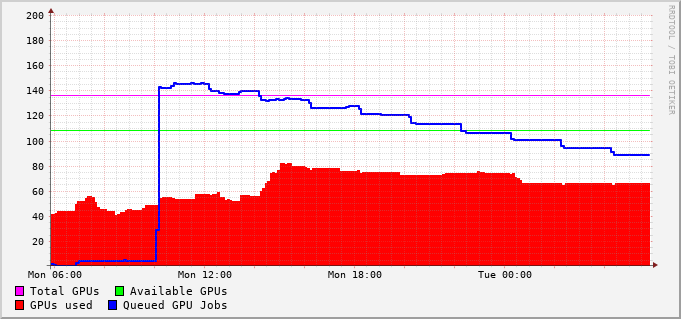 200
180
160
140
120
100
80
60
40
20
Mon 06:00 Mon 12:00 Mon 18:00 Tue 00:00
Total GPUs Available GPUs
GPUs used Queued GPU Jobs
RRDTOOL / TOBI OETIKER